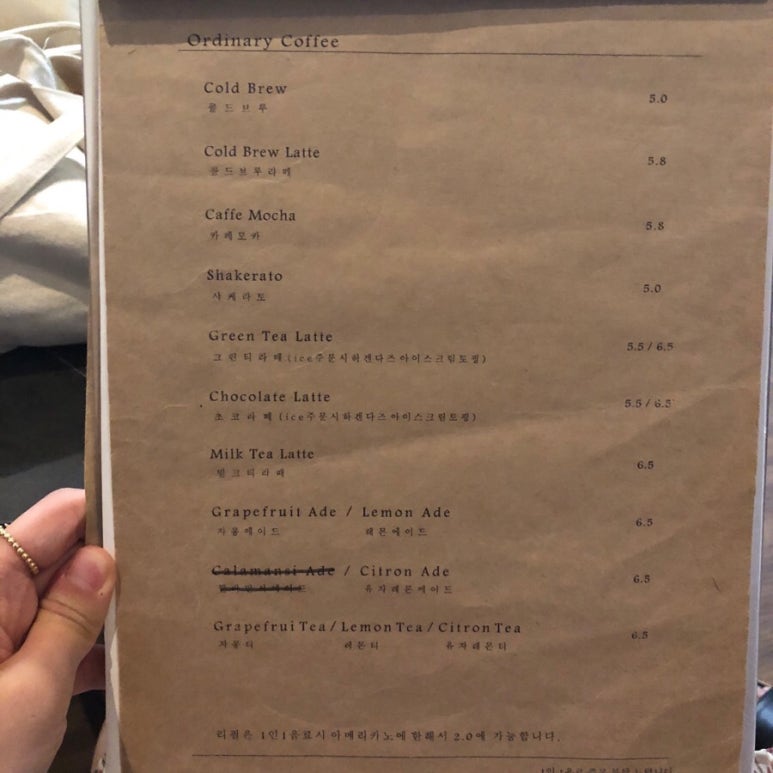 Ordinary Coffee
Cold Brew 5.0
콜드브루
Cold Brew Latte 5.8
콜드브루라떼
Caffe Mocha 5.8
카페모카
Shakerato 5.0
샤케라토
Green Tea Latte 5.5 / 6.5
그린티라떼(ice주문시하겐다즈아이스크림토핑)
Chocolate Latte 5.5 / 6.5
초코라떼(ice주문시하겐다즈아이스크림토핑)
Milk Tea Latte 6.5
밀크티라떼
Grapefruit Ade / Lemon Ade 6.5
자몽에이드 레몬에이드
Calamansi Ade / Citron Ade 6.5
유자레몬에이드
GrapefruiTea / LemonTea / CitronTea 6.5
자몽티 레몬티 유자레몬티
리필은 1인1음료시 아메리카노에 한해서 2.0에 가능합니다.